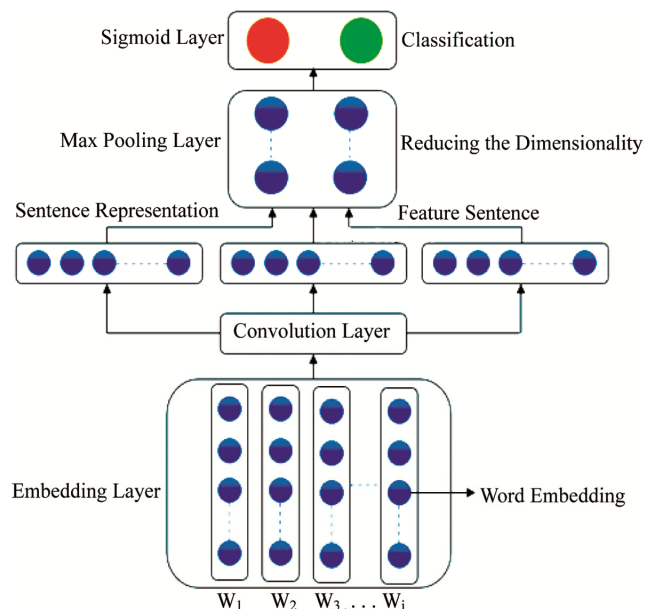 Sigmoid Layer
Classification
Max Pooling Layer
Reducing the Dimensionality
Sentence Representation
Feature Sentence
Convolution Layer
Embedding Layer
Word Embedding
W1 W2 W3. . . Wi